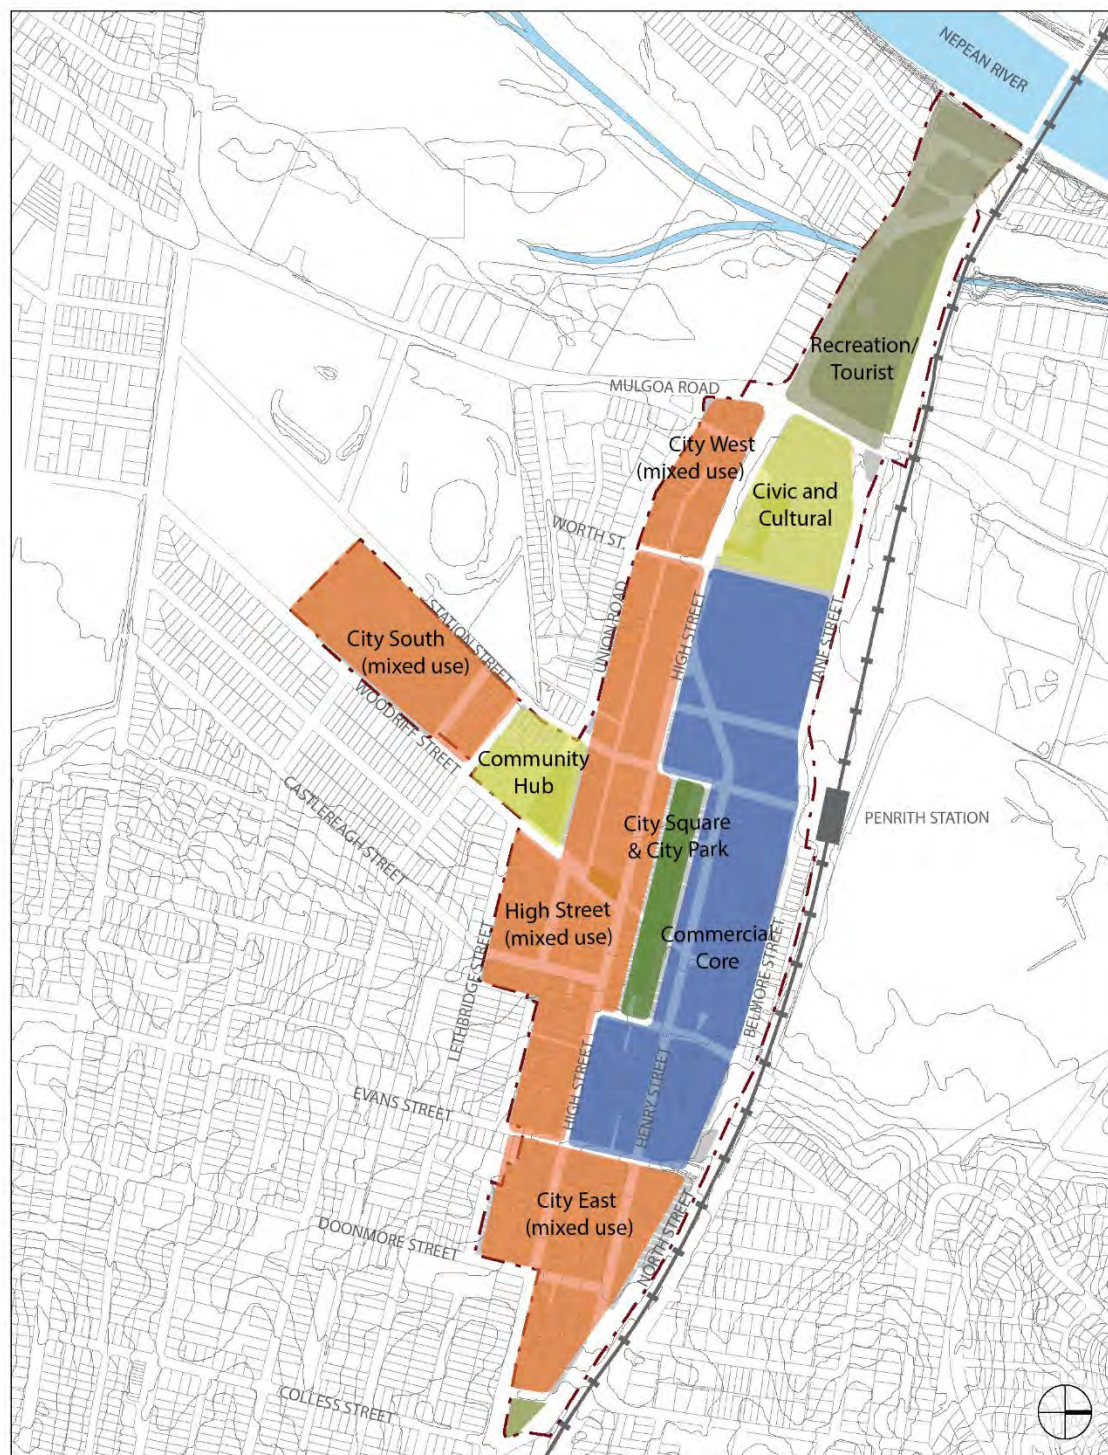 NEPEAN RIVER
Recreation/
Tourist
MULGOA ROAD
City West
(mixed use)
Civic and
Cultural
WORTH ST.
UNION ROAD
HIGH STREET
JANE STREET
STATION STREET
City South
(mixed use)
WOODRIFF STREET
Community
Hub
CASTLEREAGH STREET
PENRITH STATION
City Square
& City Park
High Street
(mixed use)
Commercial
Core
LETHBRIDGE STREET
BELMORE STREET
HIGH STREET
HENRY STREET
EVANS STREET
City East
(mixed use)
DOONMORE STREET
NORTH STREET
COLLESS STREET